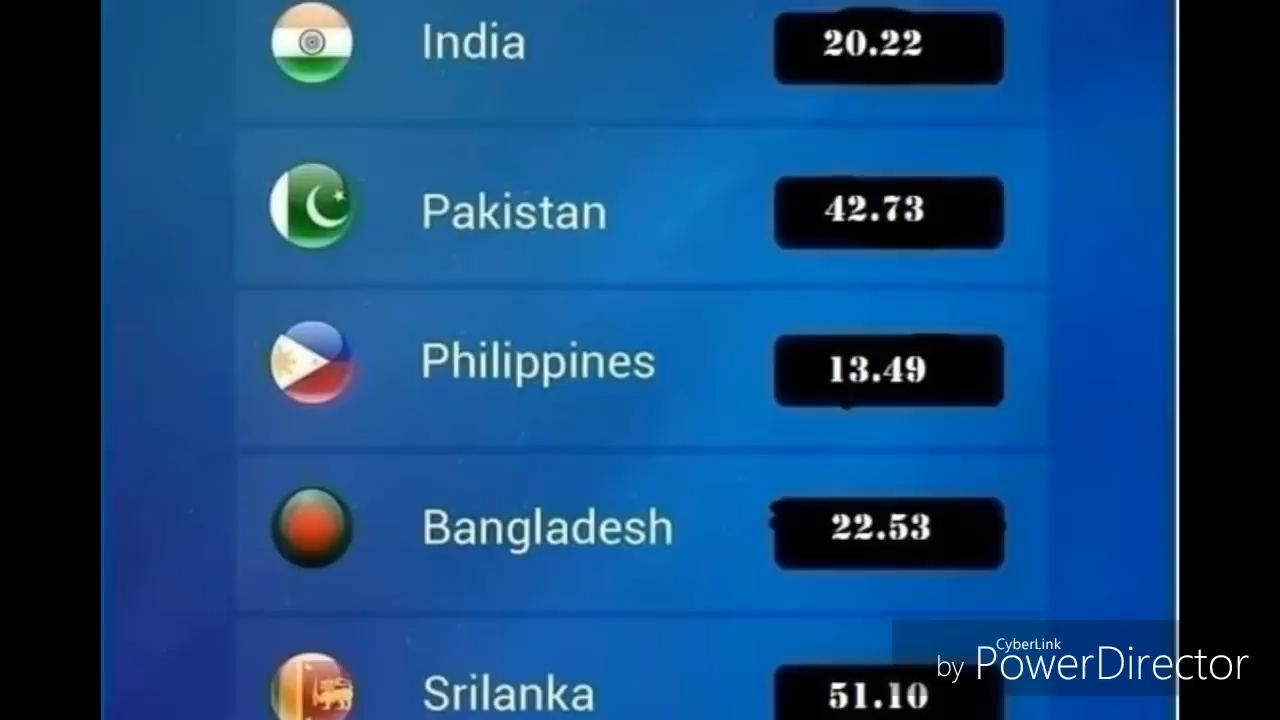 India 20.22
Pakistan 42.73
Philippines 13.49
Bangladesh 22.53
Srilanka 51.10
CyberLink
by PowerDirector